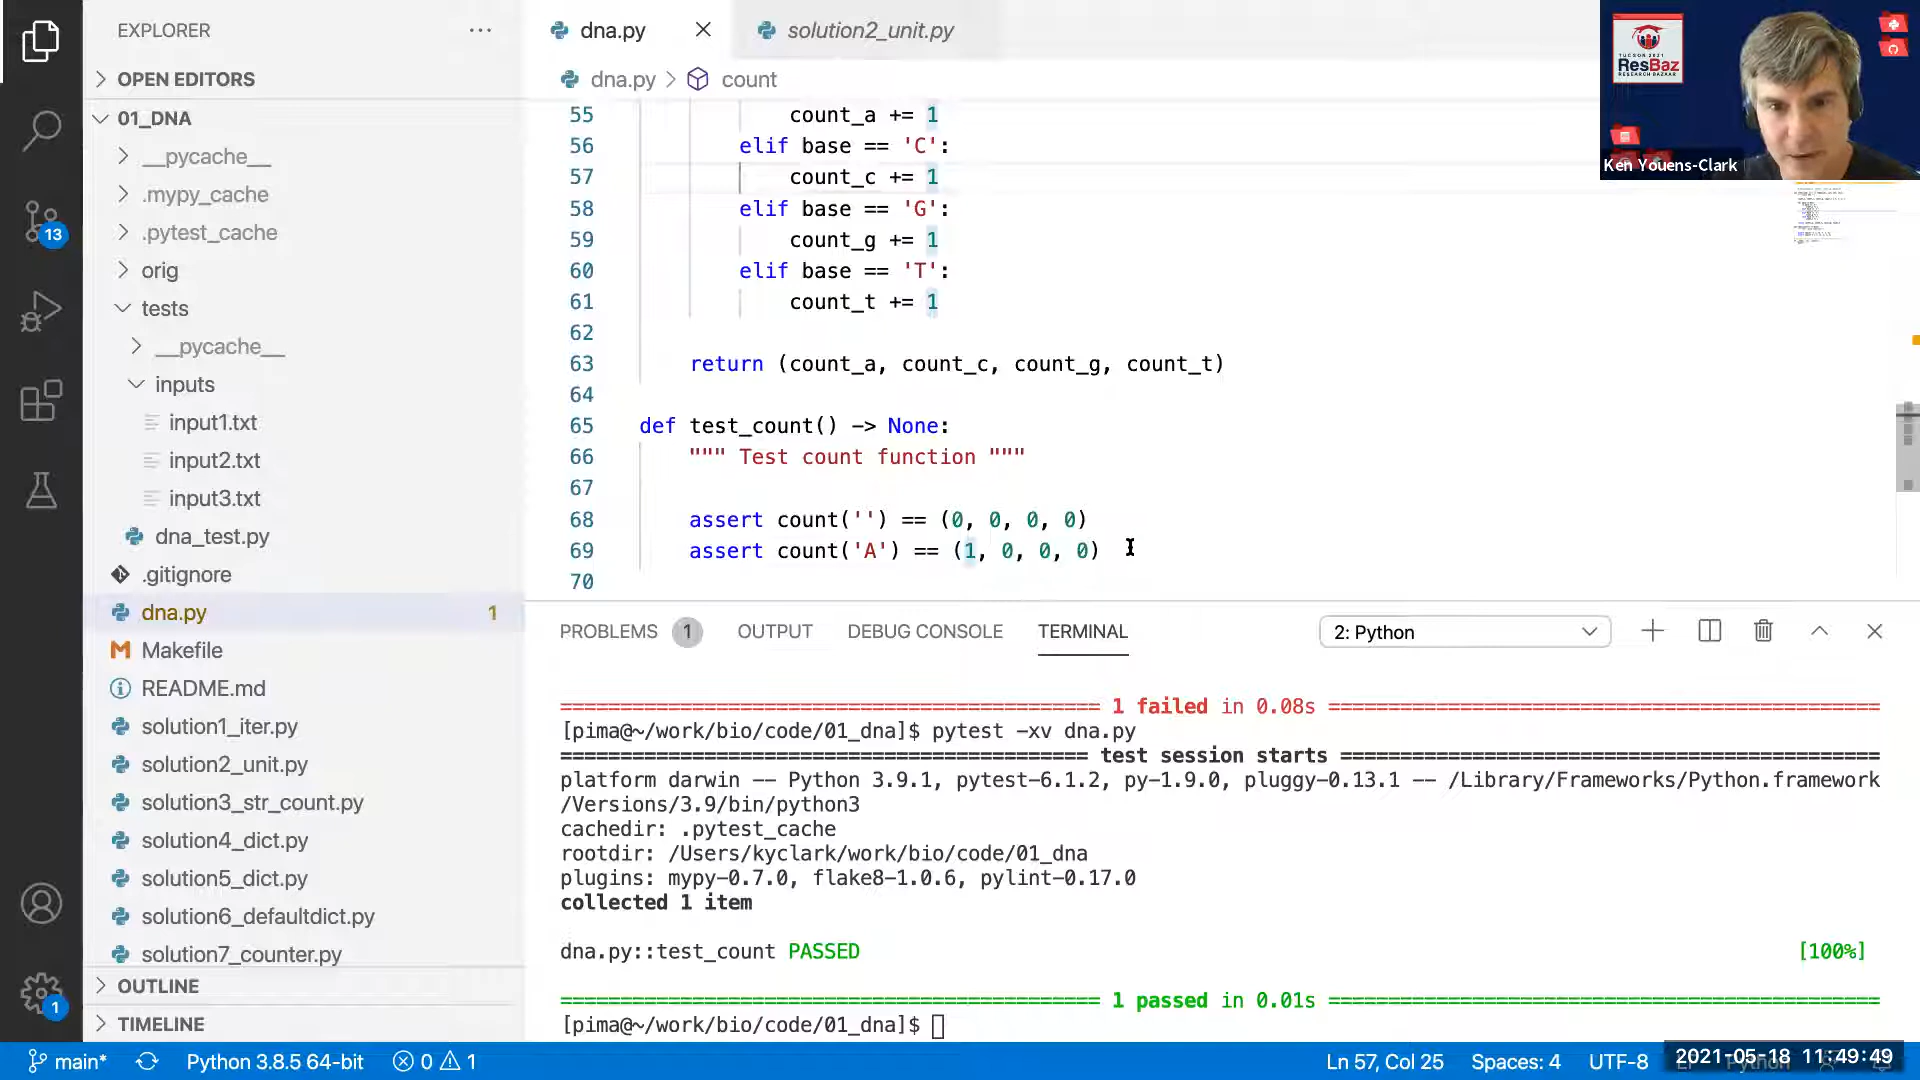 EXPLORER
OPEN EDITORS
01_DNA
__pycache__
.mypy_cache
.pytest_cache
orig
tests
__pycache__
inputs
input1.txt
input2.txt
input3.txt
dna_test.py
.gitignore
dna.py 1
Makefile
README.md
solution1_iter.py
solution2_unit.py
solution3_str_count.py
solution4_dict.py
solution5_dict.py
solution6_defaultdict.py
solution7_counter.py
OUTLINE
TIMELINE
13
1
dna.py
solution2_unit.py
dna.py > count
55 count_a += 1
56 elif base == 'C':
57 count_c += 1
58 elif base == 'G':
59 count_g += 1
60 elif base == 'T':
61 count_t += 1
62
63 return (count_a, count_c, count_g, count_t)
64
65 def test_count() -> None:
66 """ Test count function """
67
68 assert count('') == (0, 0, 0, 0)
69 assert count('A') == (1, 0, 0, 0)
70
TUCSON 2021
ResBaz
RESEARCH BAZAAR
Ken Youens-Clark
PROBLEMS 1 OUTPUT DEBUG CONSOLE TERMINAL 2: Python
=========================================== 1 failed in 0.08s ===========================================
[pima@~/work/bio/code/01_dna]$ pytest -xv dna.py
========================================== test session starts ==========================================
platform darwin -- Python 3.9.1, pytest-6.1.2, py-1.9.0, pluggy-0.13.1 -- /Library/Frameworks/Python.framework
/Versions/3.9/bin/python3
cachedir: .pytest_cache
rootdir: /Users/kyclark/work/bio/code/01_dna
plugins: mypy-0.7.0, flake8-1.0.6, pylint-0.17.0
collected 1 item
dna.py::test_count PASSED [100%]
=========================================== 1 passed in 0.01s ===========================================
[pima@~/work/bio/code/01_dna]$
main* Python 3.8.5 64-bit 0 1 Ln 57, Col 25 Spaces: 4 UTF-8
2021-05-18 11:49:49